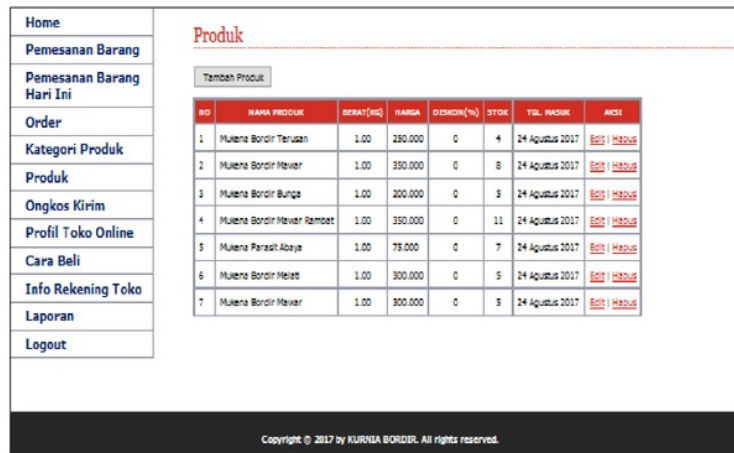 Home
Pemesanan Barang
Pemesanan Barang
Hari Ini
Order
Kategori Produk
Produk
Ongkos Kirim
Profil Toko Online
Cara Beli
Info Rekening Toko
Laporan
Logout
Produk
Tambah Produk
NO NAMA PRODUK BERAT(KG) HARGA DISKON(%) STOK TGL. MASUK AKSI
1 Mukena Bordir Terusan 1.00 250.000 0 4 24 Agustus 2017 Edit | Hapus
2 Mukena Bordir Mawar 1.00 350.000 0 8 24 Agustus 2017 Edit | Hapus
3 Mukena Bordir Bunga 1.00 200.000 0 5 24 Agustus 2017 Edit | Hapus
4 Mukena Bordir Mawar Rambat 1.00 350.000 0 11 24 Agustus 2017 Edit | Hapus
5 Mukena Parasit Abaya 1.00 75.000 0 7 24 Agustus 2017 Edit | Hapus
6 Mukena Bordir Melati 1.00 300.000 0 5 24 Agustus 2017 Edit | Hapus
7 Mukena Bordir Mawar 1.00 300.000 0 5 24 Agustus 2017 Edit | Hapus
Copyright © 2017 by KURNIA BORDIR. All rights reserved.